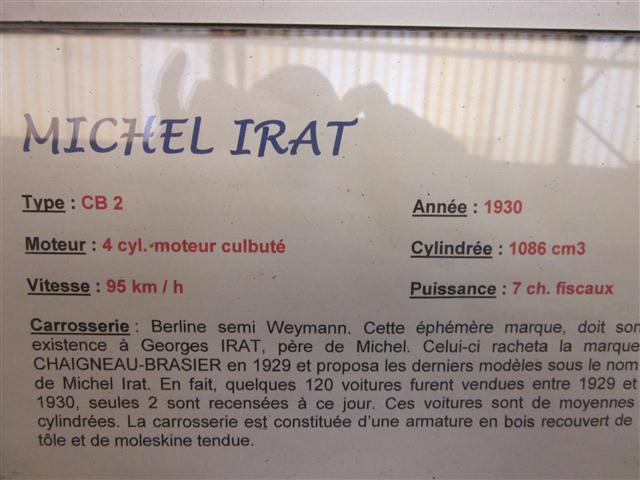 MICHEL IRAT
Type : CB 2
Année : 1930
Moteur : 4 cyl. moteur culbuté
Cylindrée : 1086 cm3
Vitesse : 95 km / h
Puissance : 7 ch. fiscaux
Carrosserie : Berline semi Weymann. Cette éphémère marque, doit son
existence à Georges IRAT, père de Michel. Celui-ci racheta la marque
CHAIGNEAU-BRASIER en 1929 et proposa les derniers modèles sous le nom
de Michel Irat. En fait, quelques 120 voitures furent vendues entre 1929 et
1930, seules 2 sont recensées à ce jour. Ces voitures sont de moyennes
cylindrées. La carrosserie est constituée d'une armature en bois recouvert de
tôle et de moleskine tendue.